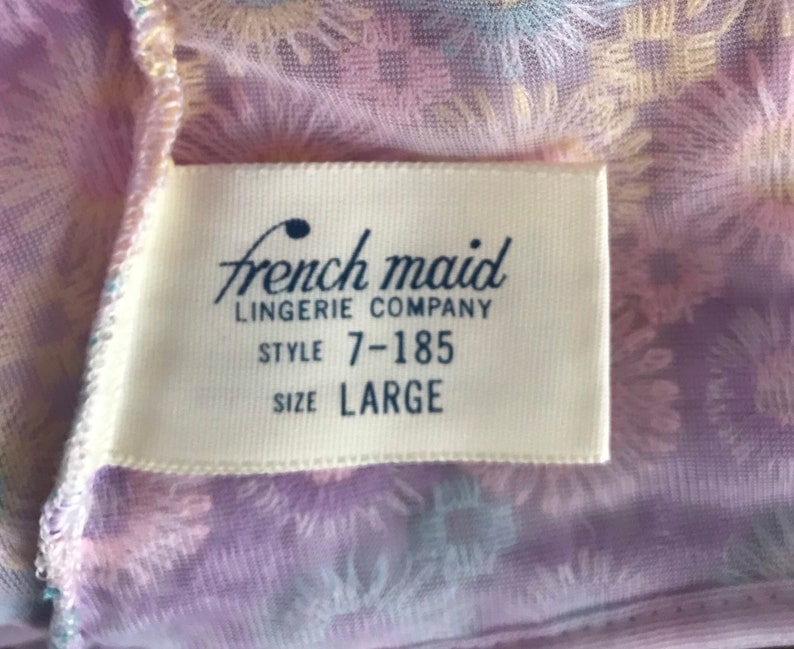 french maid
LINGERIE COMPANY
STYLE 7-185
SIZE LARGE